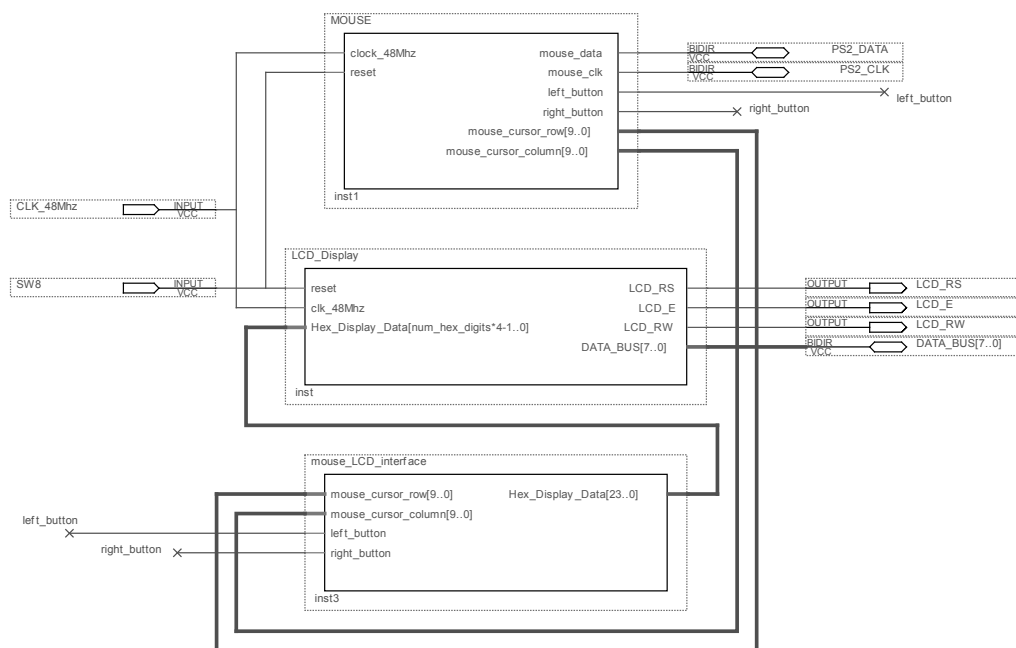 MOUSE
clock_48Mhz
reset
mouse_data
mouse_clk
left_button
right_button
mouse_cursor_row[9..0]
mouse_cursor_column[9..0]
inst1
BIDIR
VCC
PS2_DATA
BIDIR
VCC
PS2_CLK
left_button
right_button
CLK_48Mhz
INPUT
VCC
SW8
INPUT
VCC
LCD_Display
reset
clk_48Mhz
Hex_Display_Data[num_hex_digits*4-1..0]
LCD_RS
LCD_E
LCD_RW
DATA_BUS[7..0]
inst
OUTPUT
LCD_RS
OUTPUT
LCD_E
OUTPUT
LCD_RW
BIDIR
VCC
DATA_BUS[7..0]
mouse_LCD_interface
mouse_cursor_row[9..0]
mouse_cursor_column[9..0]
left_button
right_button
Hex_Display_Data[23..0]
inst3
left_button
right_button